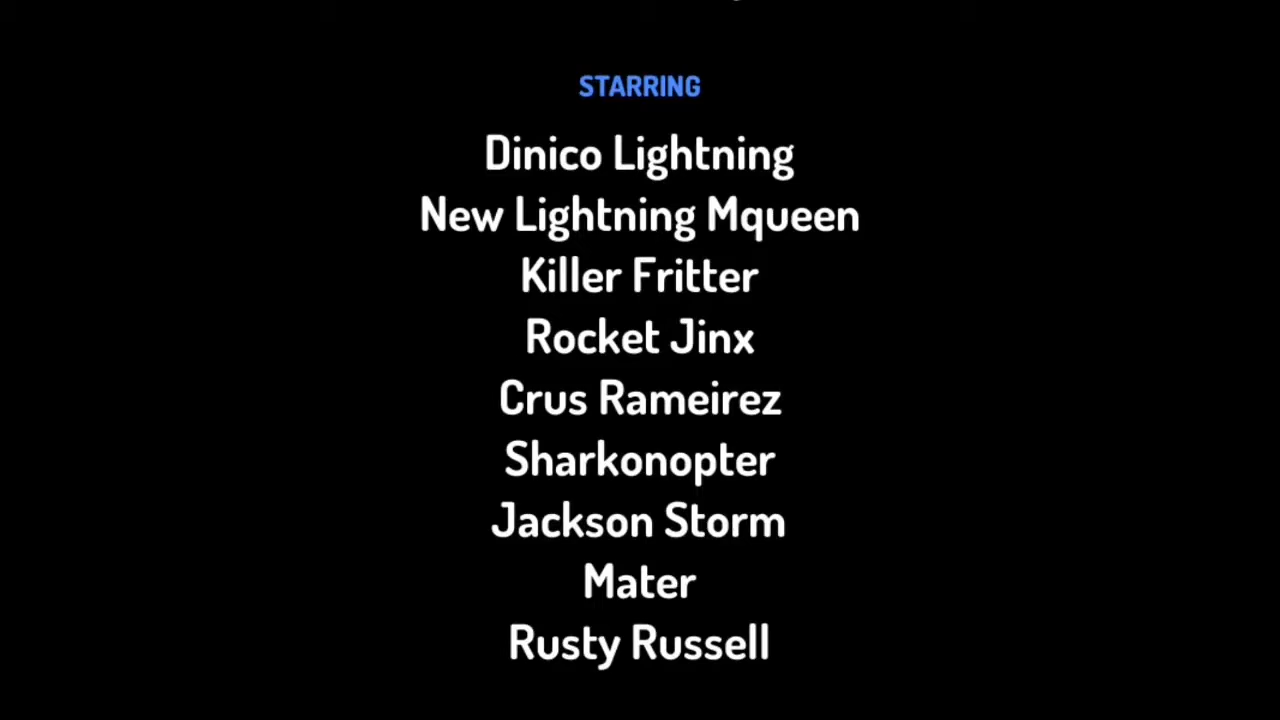 STARRING
Dinico Lightning
New Lightning Mqueen
Killer Fritter
Rocket Jinx
Crus Rameirez
Sharkonopter
Jackson Storm
Mater
Rusty Russell